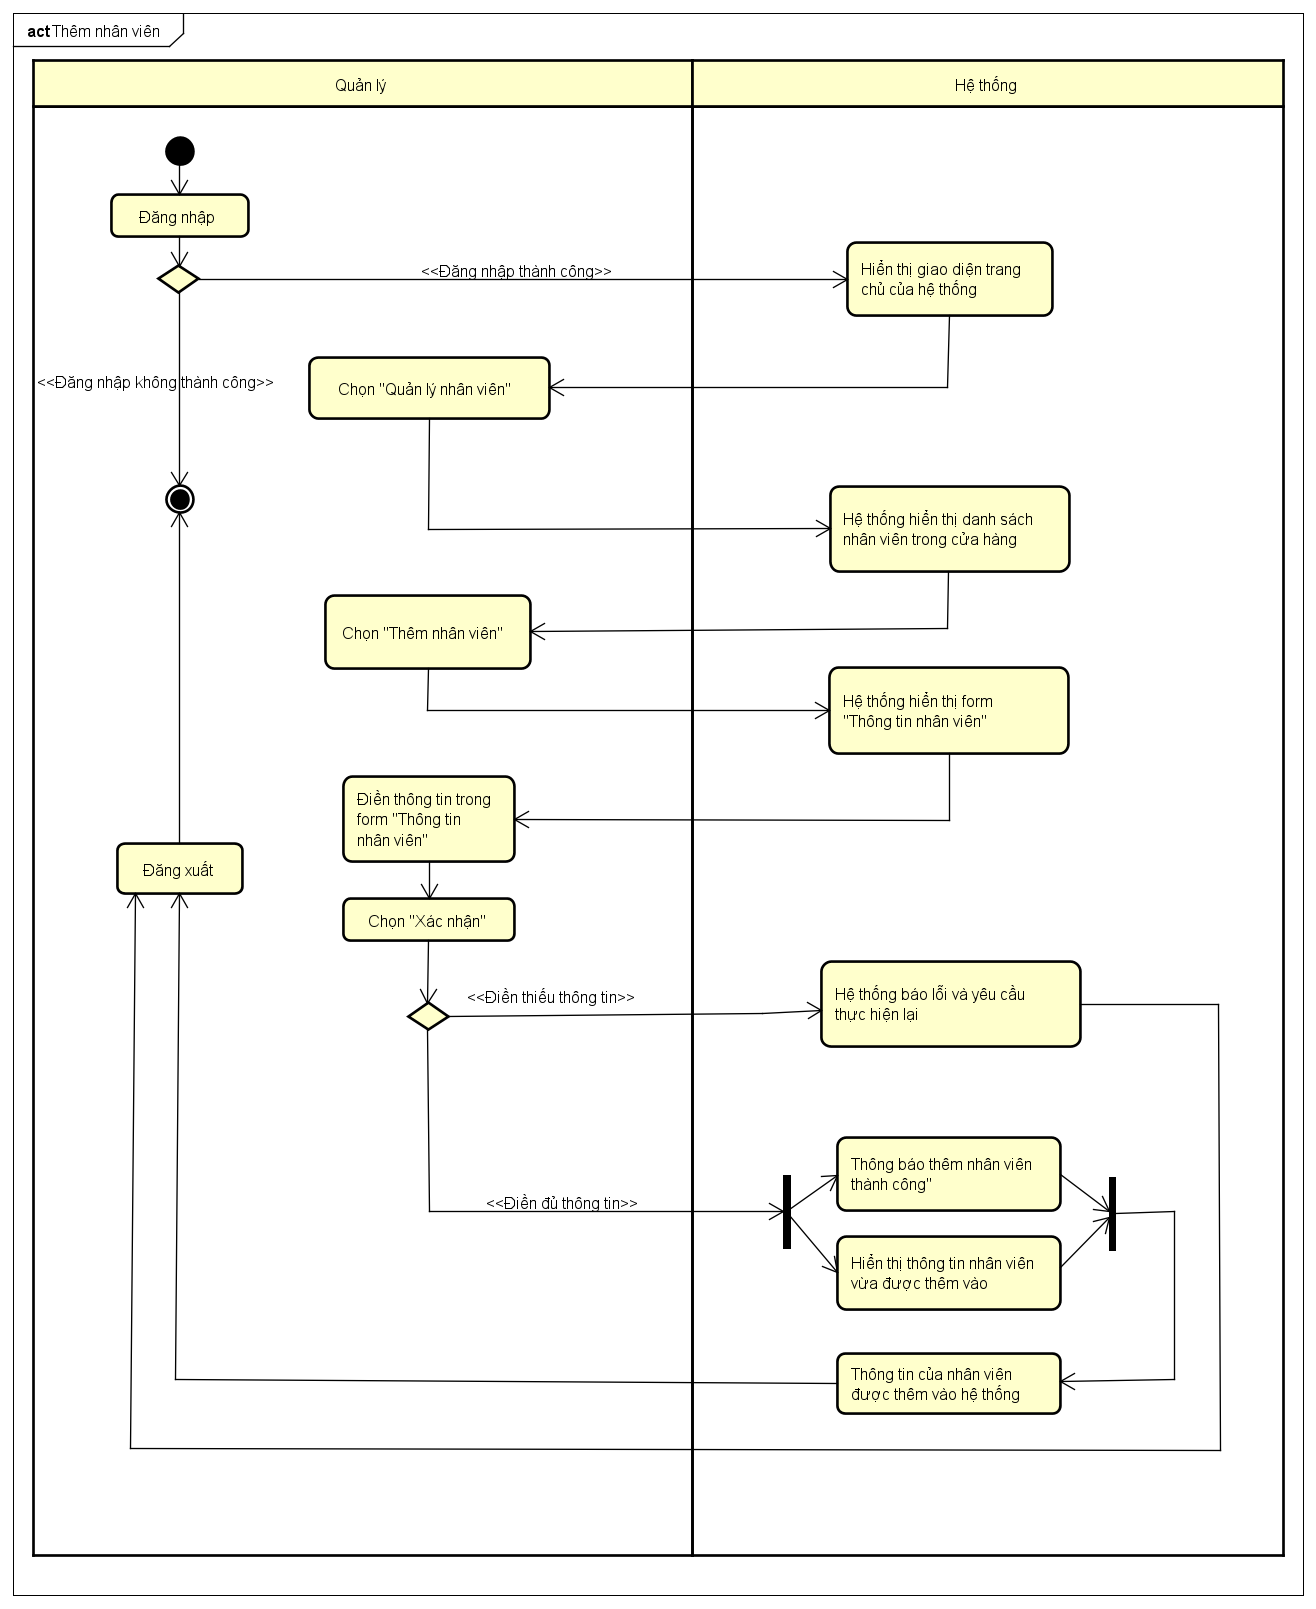 act Thêm nhân viên
Quản lý
Hệ thống
Đăng nhập
<<Đăng nhập thành công>>
Hiển thị giao diện trang
chủ của hệ thống
<<Đăng nhập không thành công>>
Chọn "Quản lý nhân viên"
Hệ thống hiển thị danh sách
nhân viên trong cửa hàng
Chọn "Thêm nhân viên"
Hệ thống hiển thị form
"Thông tin nhân viên"
Điền thông tin trong
form "Thông tin
nhân viên"
Đăng xuất
Chọn "Xác nhận"
<<Điền thiếu thông tin>>
Hệ thống báo lỗi và yêu cầu
thực hiện lại
Thông báo thêm nhân viên
thành công"
<<Điền đủ thông tin>>
Hiển thị thông tin nhân viên
vừa được thêm vào
Thông tin của nhân viên
được thêm vào hệ thống